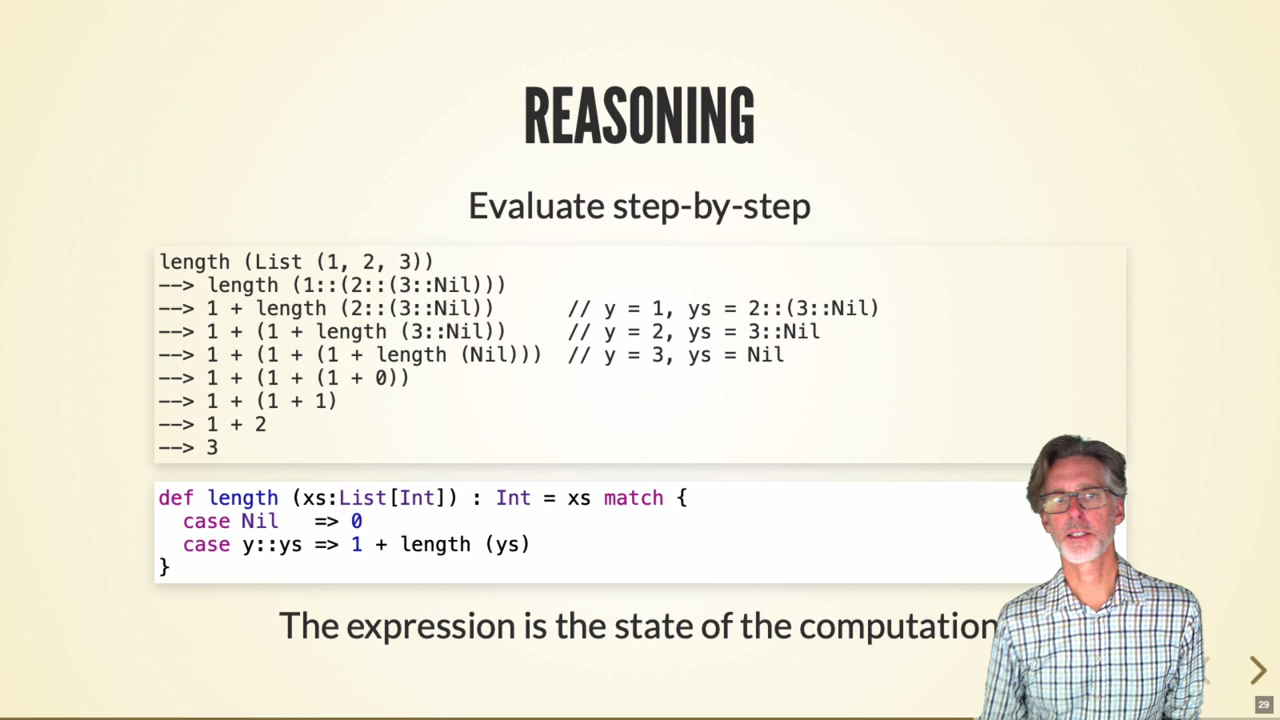 REASONING
Evaluate step-by-step
length (List (1, 2, 3))
--> length (1::(2::(3::Nil)))
--> 1 + length (2::(3::Nil))      // y = 1, ys = 2::(3::Nil)
--> 1 + (1 + length (3::Nil))     // y = 2, ys = 3::Nil
--> 1 + (1 + (1 + length (Nil)))  // y = 3, ys = Nil
--> 1 + (1 + (1 + 0))
--> 1 + (1 + 1)
--> 1 + 2
--> 3
def length (xs:List[Int]) : Int = xs match {
  case Nil   => 0
  case y::ys => 1 + length (ys)
}
The expression is the state of the computation
29